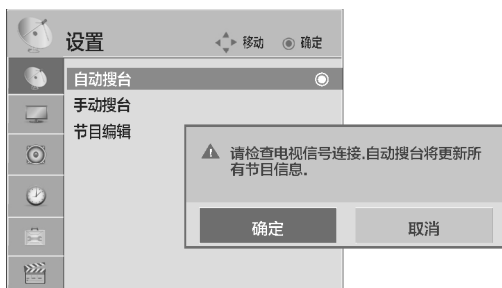 设置 移动 确定
自动搜台
手动搜台
节目编辑
请检查电视信号连接.自动搜台将更新所
有节目信息.
确定 取消